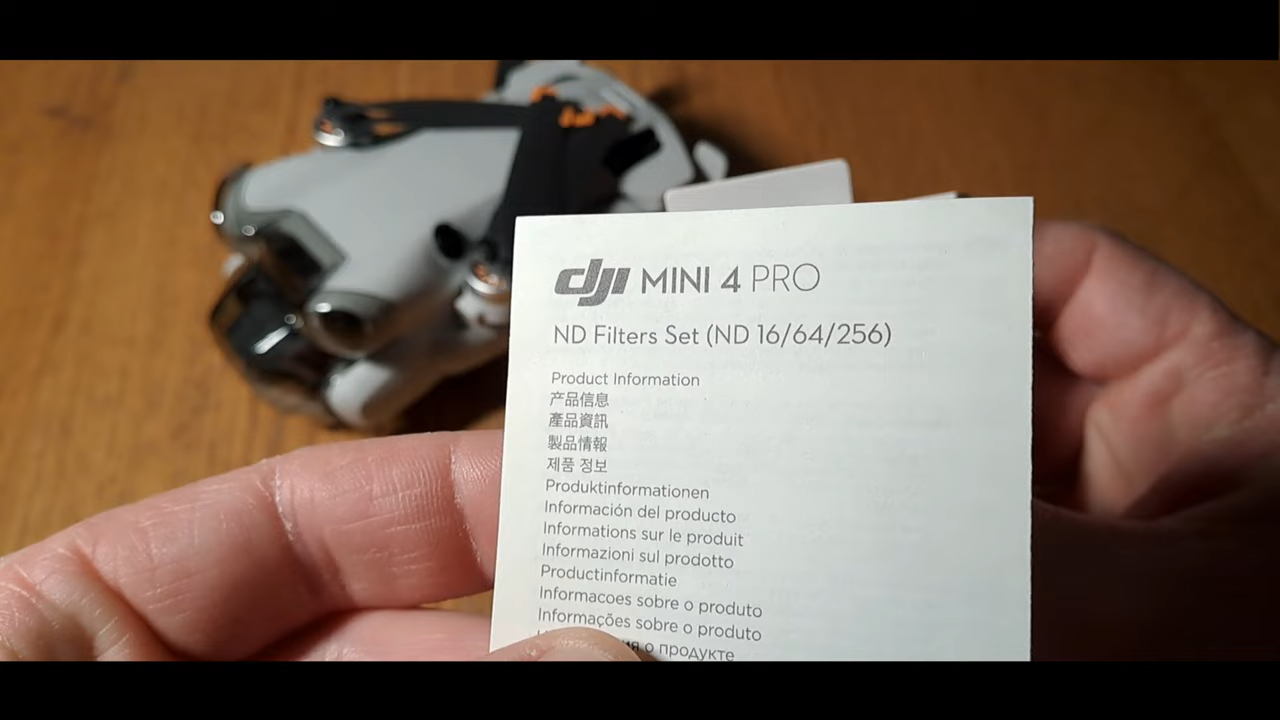 dji MINI 4 PRO
ND Filters Set (ND 16/64/256)
Product Information
产品信息
產品資訊
製品情報
제품 정보
Produktinformationen
Información del producto
Informations sur le produit
Informazioni sul prodotto
Productinformatie
Informacoes sobre o produto
Informações sobre o produto
о продукте